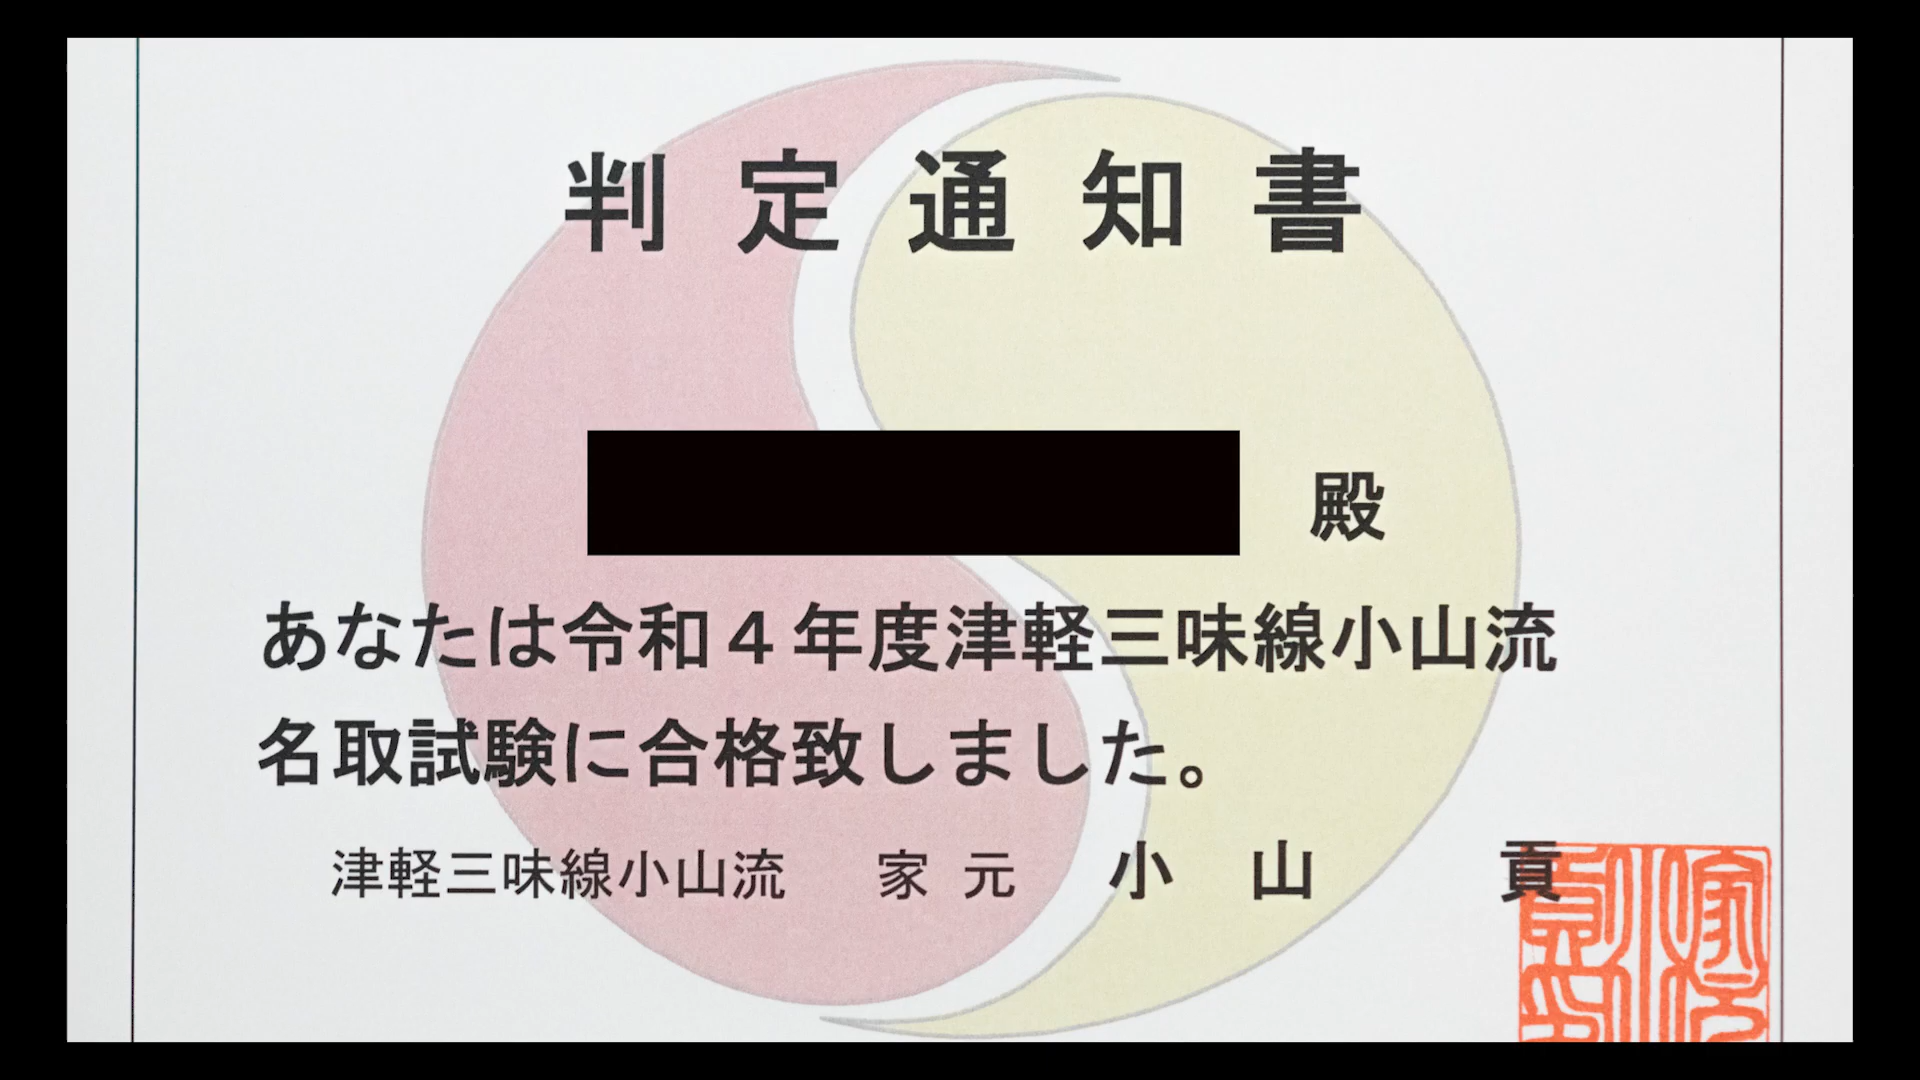 判定通知書
殿
あなたは令和４年度津軽三味線小山流
名取試験に合格致しました。
津軽三味線小山流 家元 小山 貢